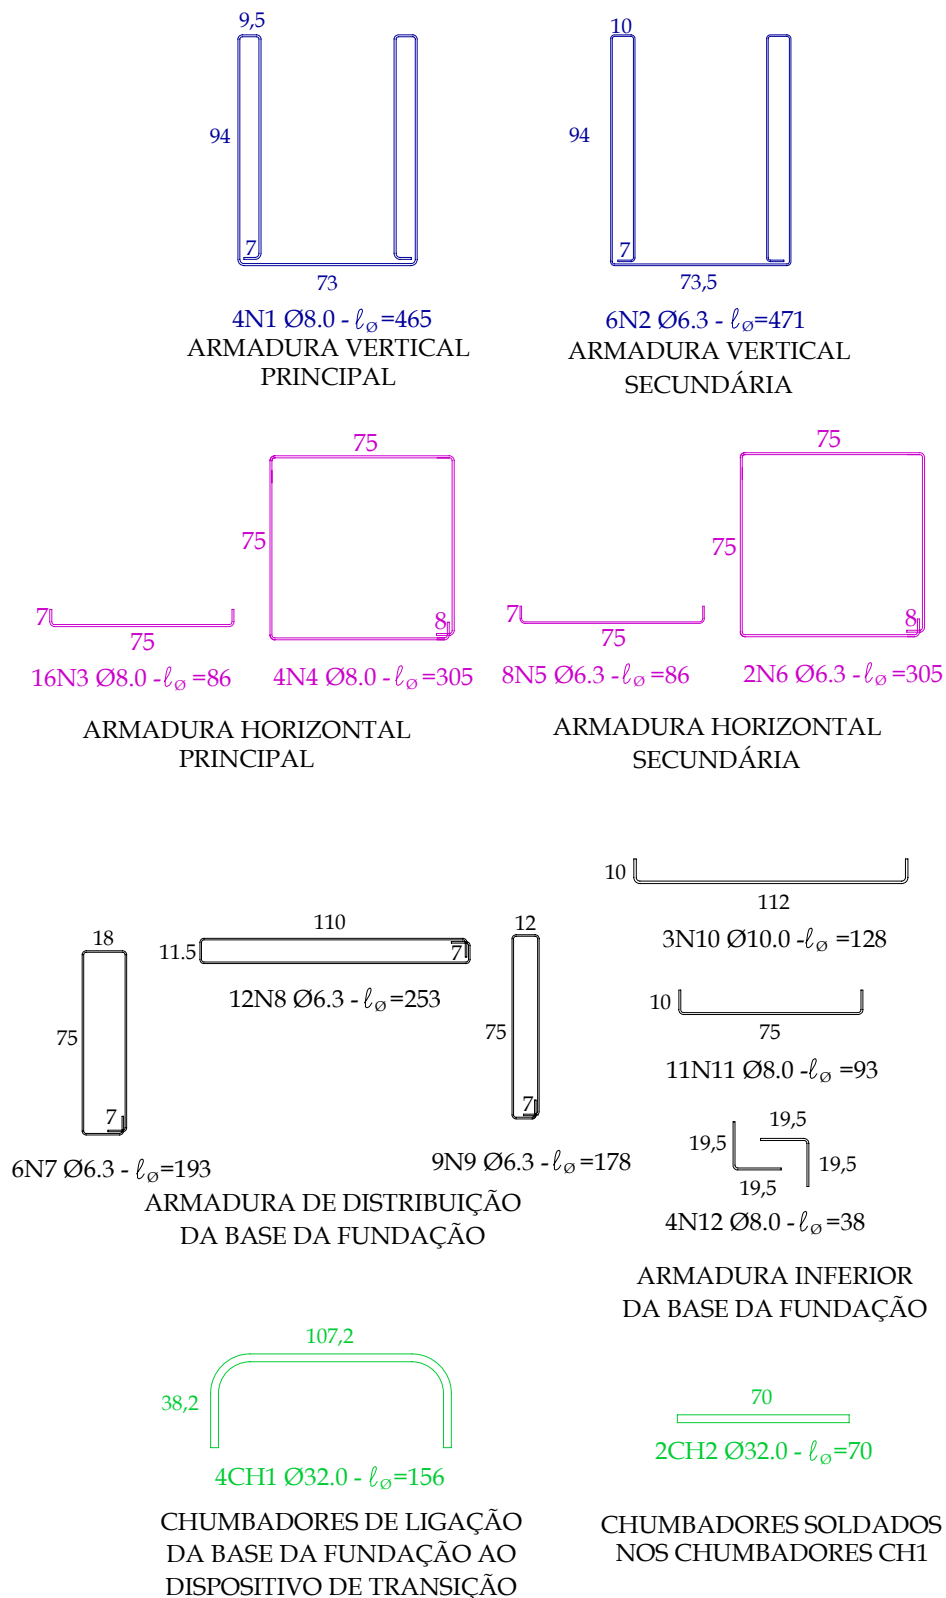 9,5
94
7
73
4N1 Ø8.0 - ℓø=465
ARMADURA VERTICAL
PRINCIPAL
10
94
7
73,5
6N2 Ø6.3 - ℓø=471
ARMADURA VERTICAL
SECUNDÁRIA
7
75
16N3 Ø8.0 -ℓø =86
75
75
8
4N4 Ø8.0 -ℓø=305
ARMADURA HORIZONTAL
PRINCIPAL
7
75
8N5 Ø6.3 -ℓø =86
75
75
8
2N6 Ø6.3 -ℓø=305
ARMADURA HORIZONTAL
SECUNDÁRIA
18
75
7
6N7 Ø6.3 - ℓø=193
110
11.5
7
12N8 Ø6.3 - ℓø=253
12
75
7
9N9 Ø6.3 -ℓø=178
ARMADURA DE DISTRIBUIÇÃO
DA BASE DA FUNDAÇÃO
10
112
3N10 Ø10.0 -ℓø =128
10
75
11N11 Ø8.0 -ℓø =93
19,5
19,5
19,5
19,5
4N12 Ø8.0 -ℓø=38
ARMADURA INFERIOR
DA BASE DA FUNDAÇÃO
107,2
38,2
4CH1 Ø32.0 - ℓø=156
CHUMBADORES DE LIGAÇÃO
DA BASE DA FUNDAÇÃO AO
DISPOSITIVO DE TRANSIÇÃO
70
2CH2 Ø32.0 - ℓø=70
CHUMBADORES SOLDADOS
NOS CHUMBADORES CH1